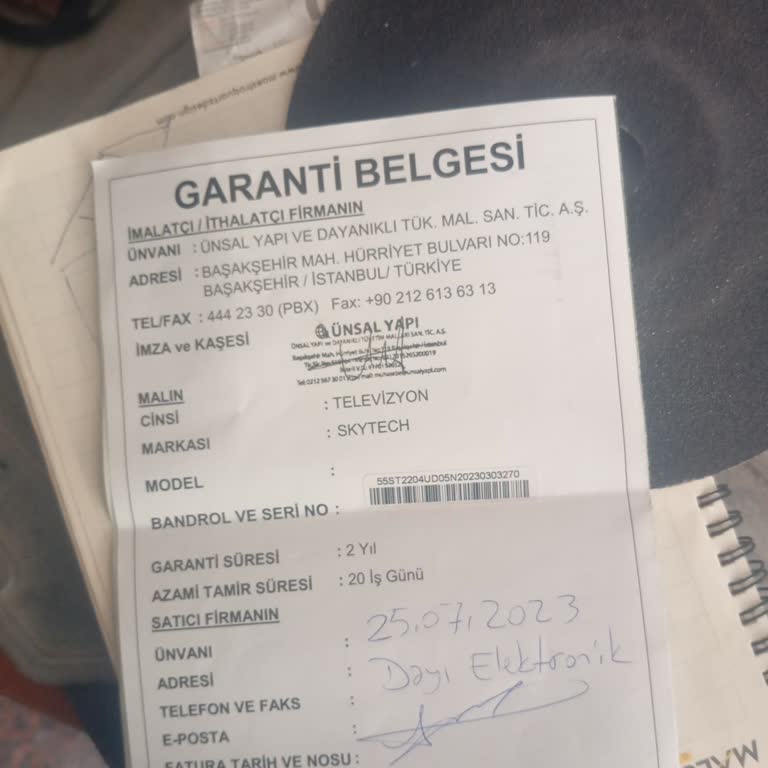 GARANTİ BELGESİ
İMALATÇI / İTHALATÇI FİRMANIN
ÜNVANI : ÜNSAL YAPI VE DAYANIKLI TÜK. MAL. SAN. TİC. A.Ş.
ADRESİ : BAŞAKŞEHİR MAH. HÜRRİYET BULVARI NO:119
BAŞAKŞEHİR / İSTANBUL/ TÜRKİYE
TEL/FAX : 444 23 30 (PBX) Fax: +90 212 613 63 13
İMZA ve KAŞESİ
ÜNSAL YAPI
MALIN
CİNSİ : TELEVİZYON
MARKASI : SKYTECH
MODEL :
55ST2204UD05N20230303270
BANDROL VE SERİ NO :
GARANTİ SÜRESİ : 2 Yıl
AZAMİ TAMİR SÜRESİ : 20 İş Günü
SATICI FİRMANIN
25.07.2023
ÜNVANI :
ADRESİ : Dayı Elektronik
TELEFON VE FAKS :
E-POSTA :
FATURA TARİH VE NOSU :